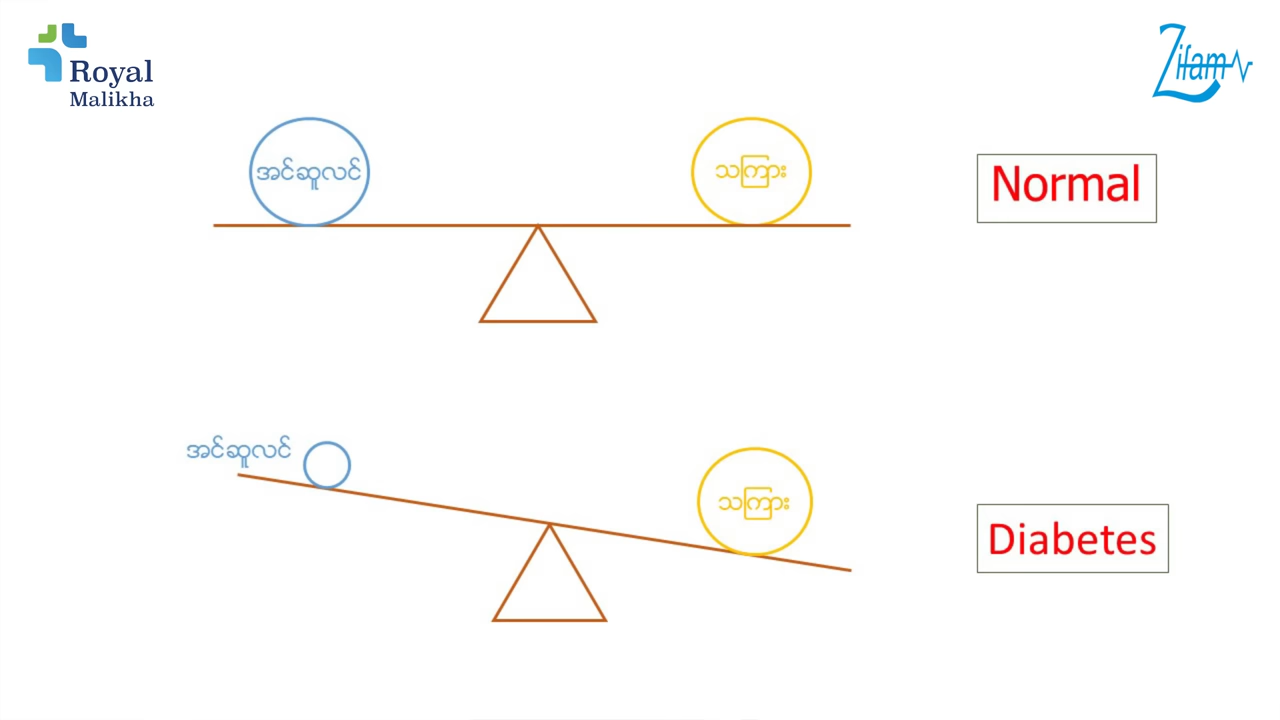 Royal
Malikha
Zifam
အင်ဆူလင်
သကြား
Normal
အင်ဆူလင်
သကြား
Diabetes